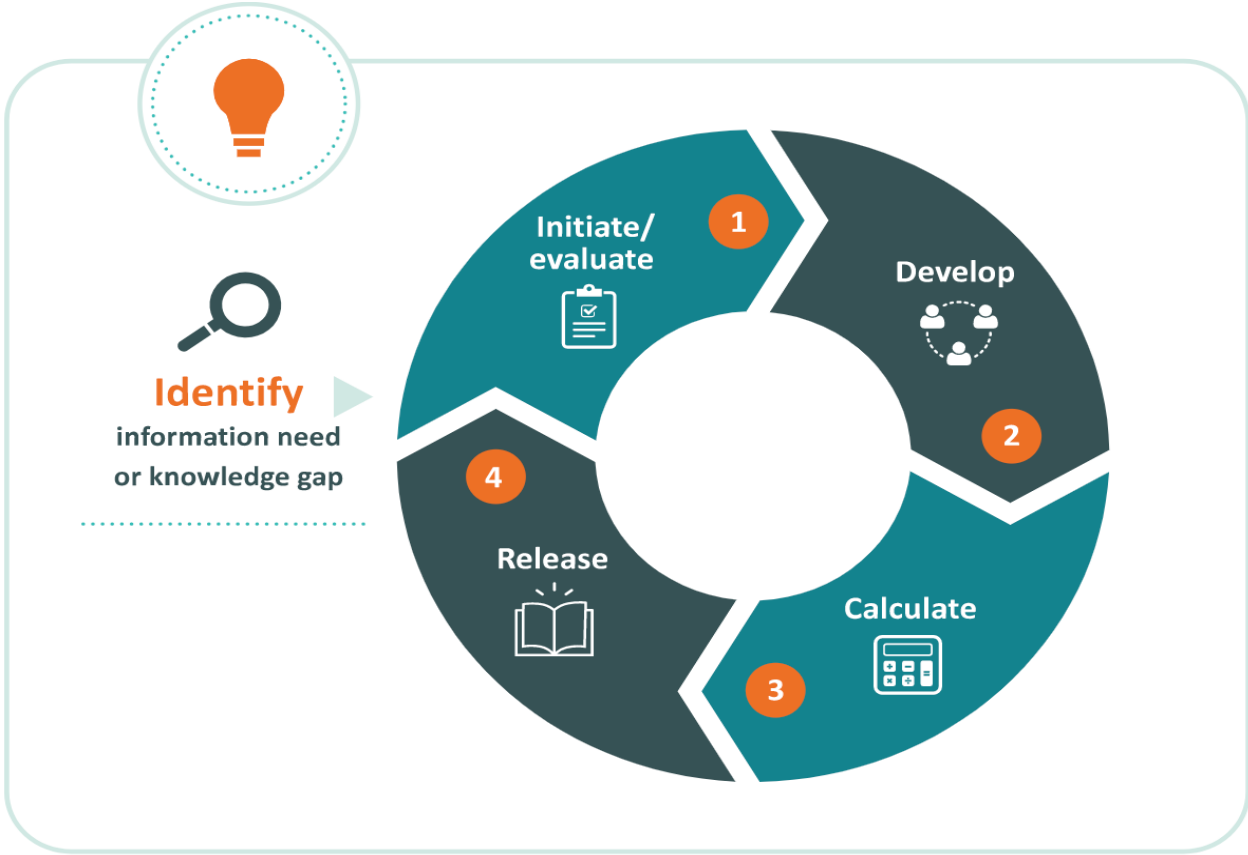 Identify
information need
or knowledge gap
Initiate/
evaluate
1
Develop
2
Calculate
3
Release
4